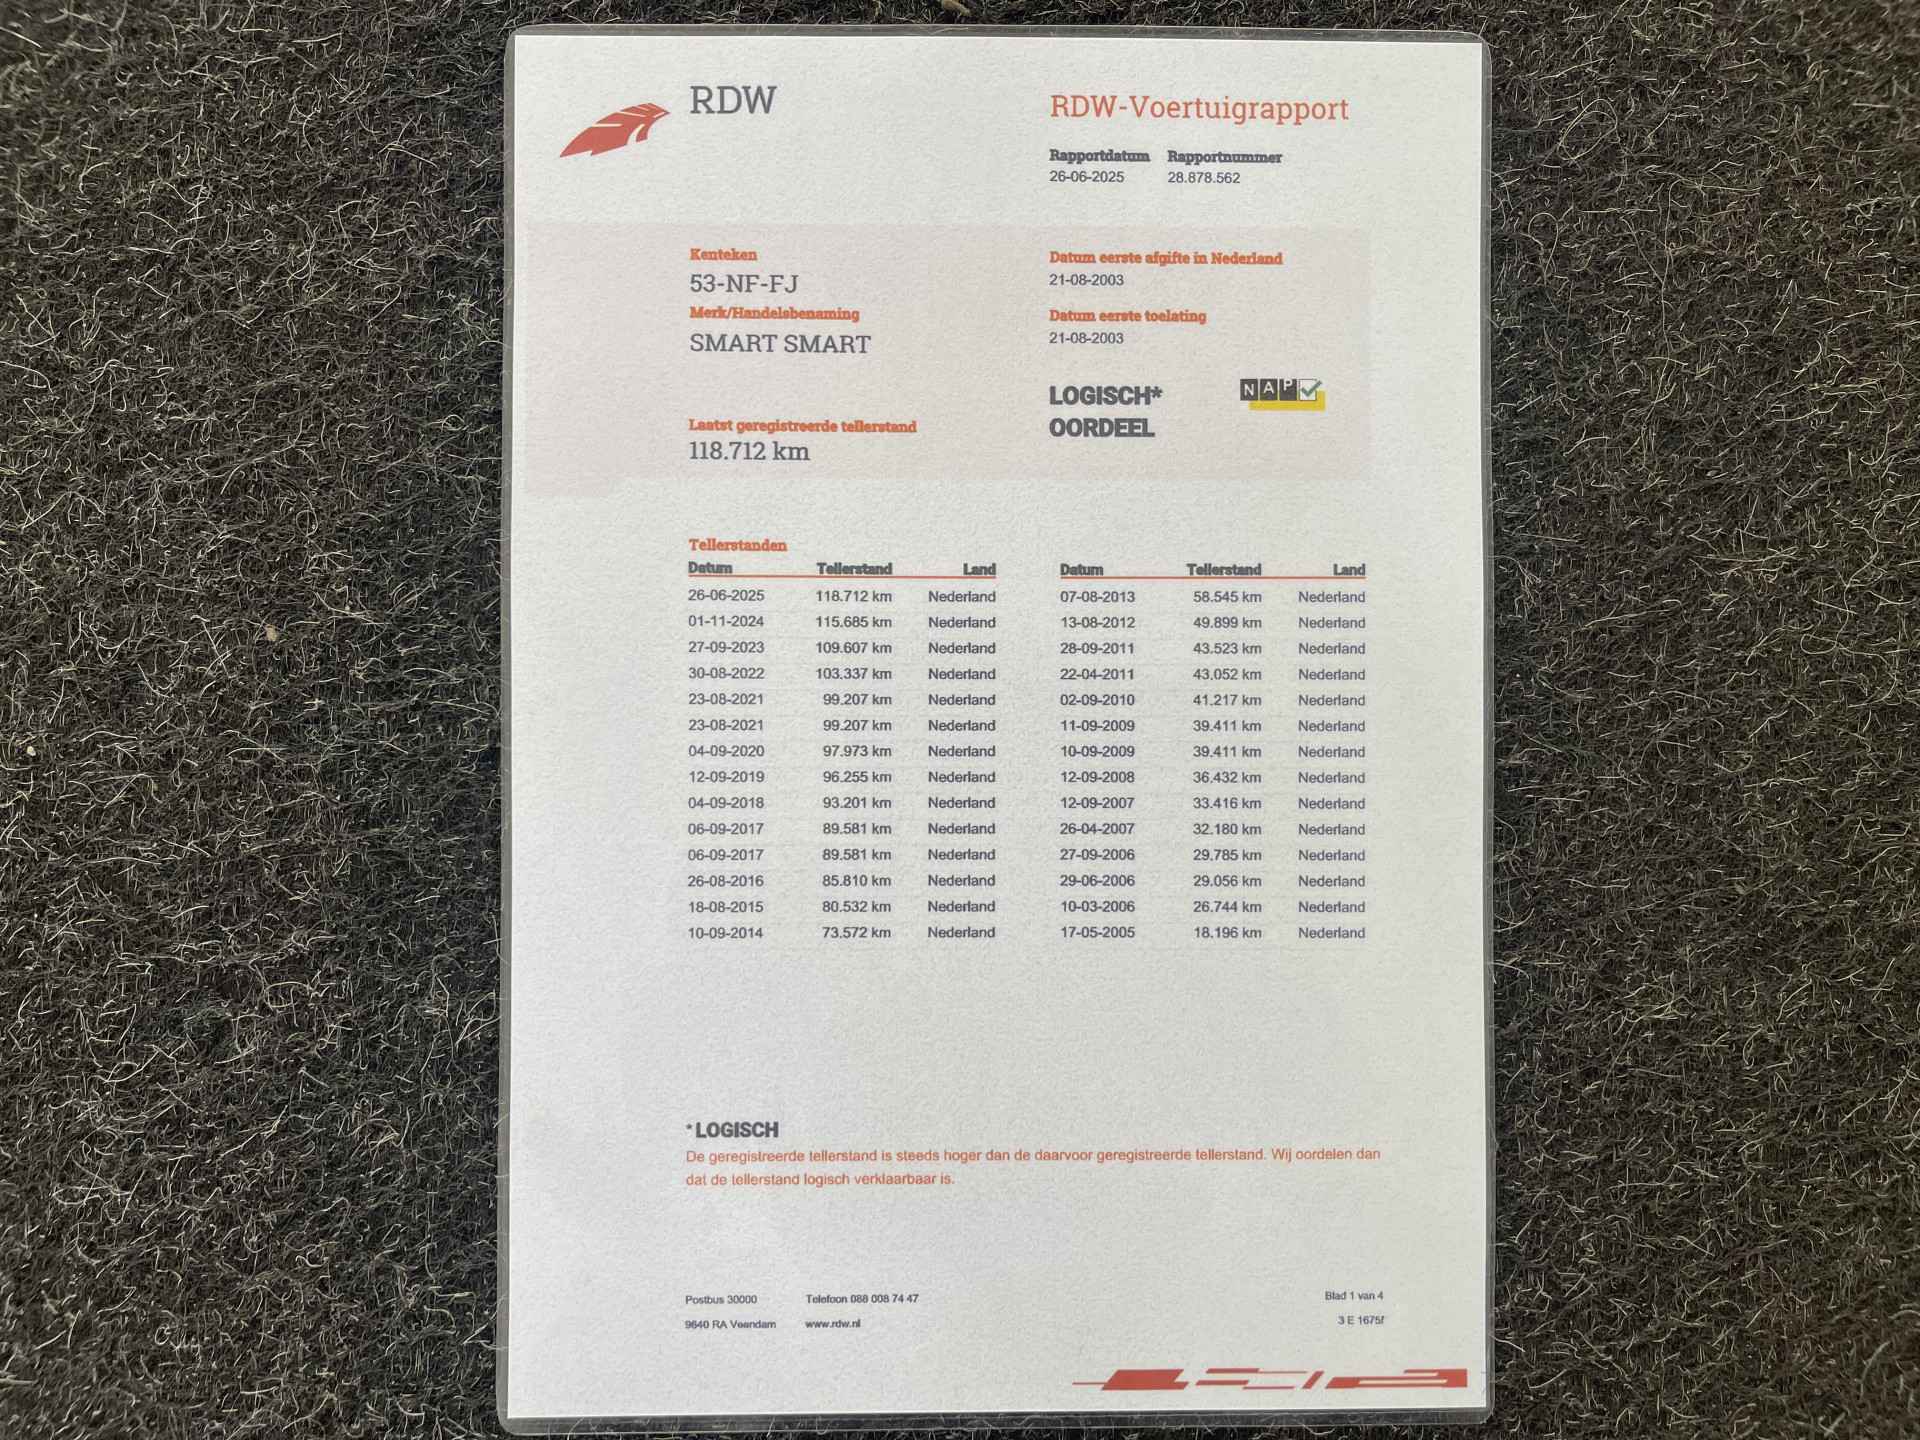 RDW
RDW-Voertuigrapport
Rapportdatum Rapportnummer
26-06-2025 28.878.562
Kenteken
53-NF-FJ
Merk/Handelsbenaming
SMART SMART
Laatst geregistreerde tellerstand
118.712 km
Datum eerste afgifte in Nederland
21-08-2003
Datum eerste toelating
21-08-2003
LOGISCH*
OORDEEL
NAP
Tellerstanden
Datum Tellerstand Land
26-06-2025 118.712 km Nederland
01-11-2024 115.685 km Nederland
27-09-2023 109.607 km Nederland
30-08-2022 103.337 km Nederland
23-08-2021 99.207 km Nederland
23-08-2021 99.207 km Nederland
04-09-2020 97.973 km Nederland
12-09-2019 96.255 km Nederland
04-09-2018 93.201 km Nederland
06-09-2017 89.581 km Nederland
06-09-2017 89.581 km Nederland
26-08-2016 85.810 km Nederland
18-08-2015 80.532 km Nederland
10-09-2014 73.572 km Nederland
Datum Tellerstand Land
07-08-2013 58.545 km Nederland
13-08-2012 49.899 km Nederland
28-09-2011 43.523 km Nederland
22-04-2011 43.052 km Nederland
02-09-2010 41.217 km Nederland
11-09-2009 39.411 km Nederland
10-09-2009 39.411 km Nederland
12-09-2008 36.432 km Nederland
12-09-2007 33.416 km Nederland
26-04-2007 32.180 km Nederland
27-09-2006 29.785 km Nederland
29-06-2006 29.056 km Nederland
10-03-2006 26.744 km Nederland
17-05-2005 18.196 km Nederland
*LOGISCH
De geregistreerde tellerstand is steeds hoger dan de daarvoor geregistreerde tellerstand. Wij oordelen dan
dat de tellerstand logisch verklaarbaar is.
Postbus 30000 Telefoon 088 008 74 47
9640 RA Veendam www.rdw.nl
Blad 1 van 4
3 E 1675f